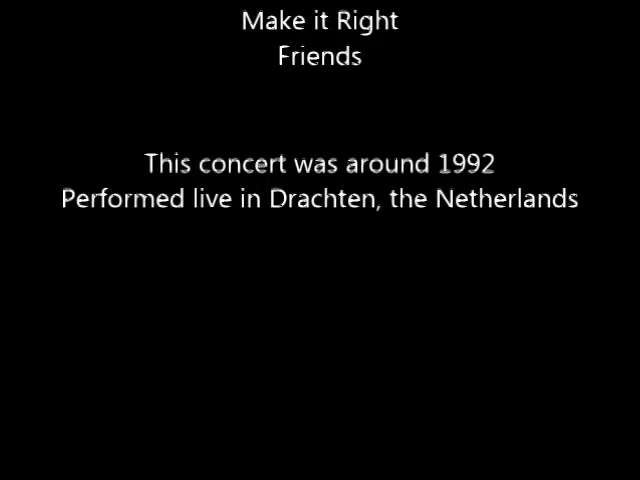 Make it Right
Friends
This concert was around 1992
Performed live in Drachten, the Netherlands